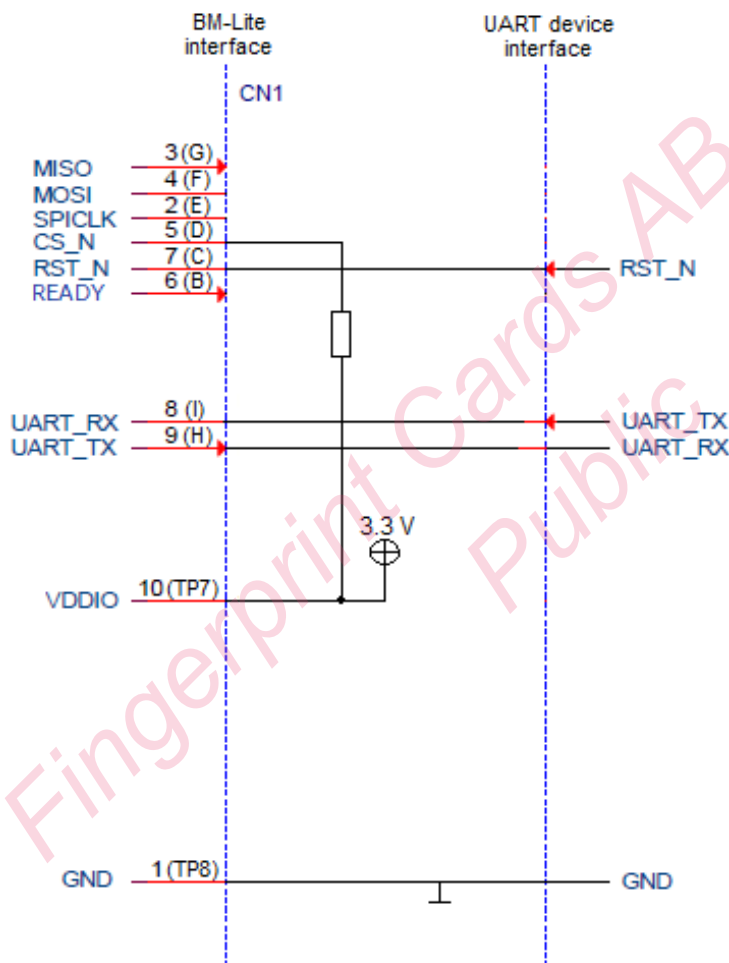 BM-Lite
interface
UART device
interface
CN1
MISO 3 (G)
MOSI 4 (F)
SPICLK 2 (E)
CS_N 5 (D)
RST_N 7 (C) RST_N
READY 6 (B)
UART_RX 8 (I) UART_TX
UART_TX 9 (H) UART_RX
3.3 V
VDDIO 10 (TP7)
GND 1 (TP8) GND
Fingerprint Cards AB
Public